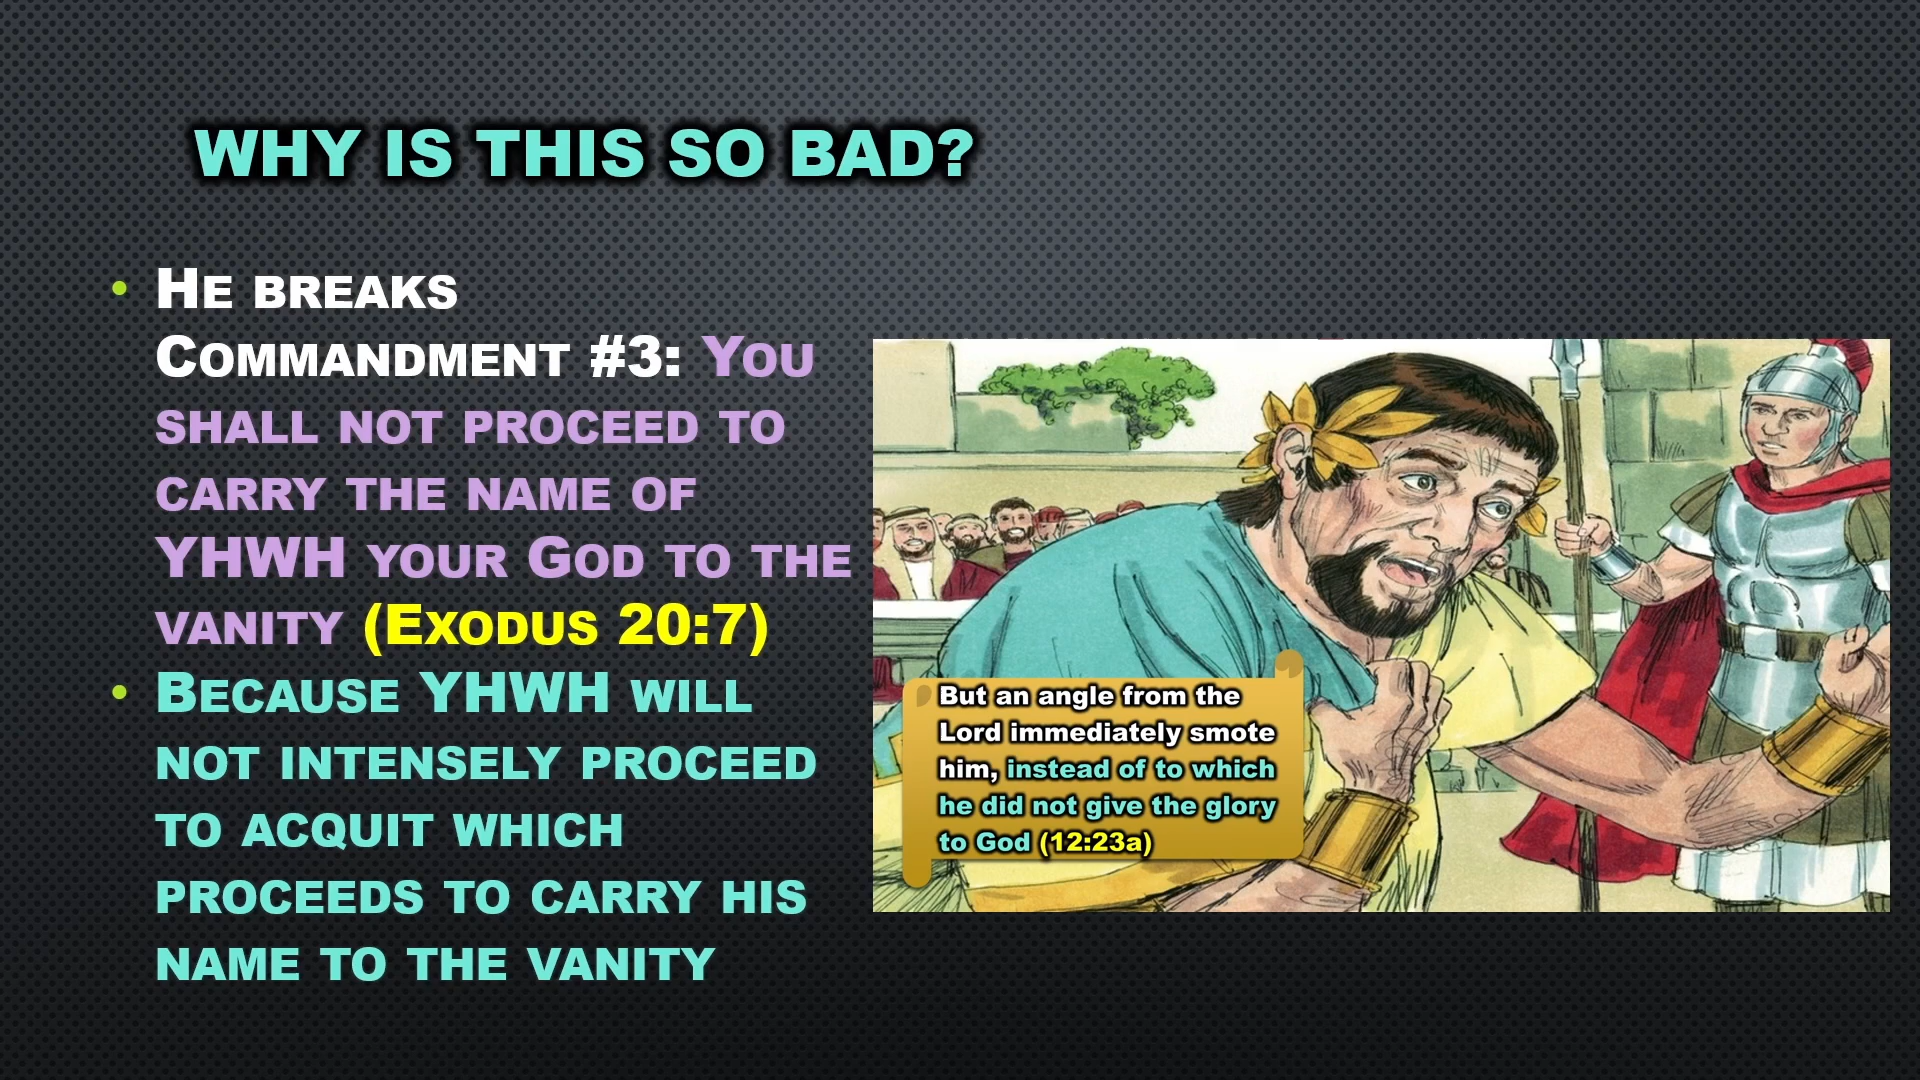 WHY IS THIS SO BAD?
• HE BREAKS
COMMANDMENT #3: YOU
SHALL NOT PROCEED TO
CARRY THE NAME OF
YHWH YOUR GOD TO THE
VANITY (EXODUS 20:7)
• BECAUSE YHWH WILL
NOT INTENSELY PROCEED
TO ACQUIT WHICH
PROCEEDS TO CARRY HIS
NAME TO THE VANITY
But an angle from the
Lord immediately smote
him, instead of to which
he did not give the glory
to God (12:23a)